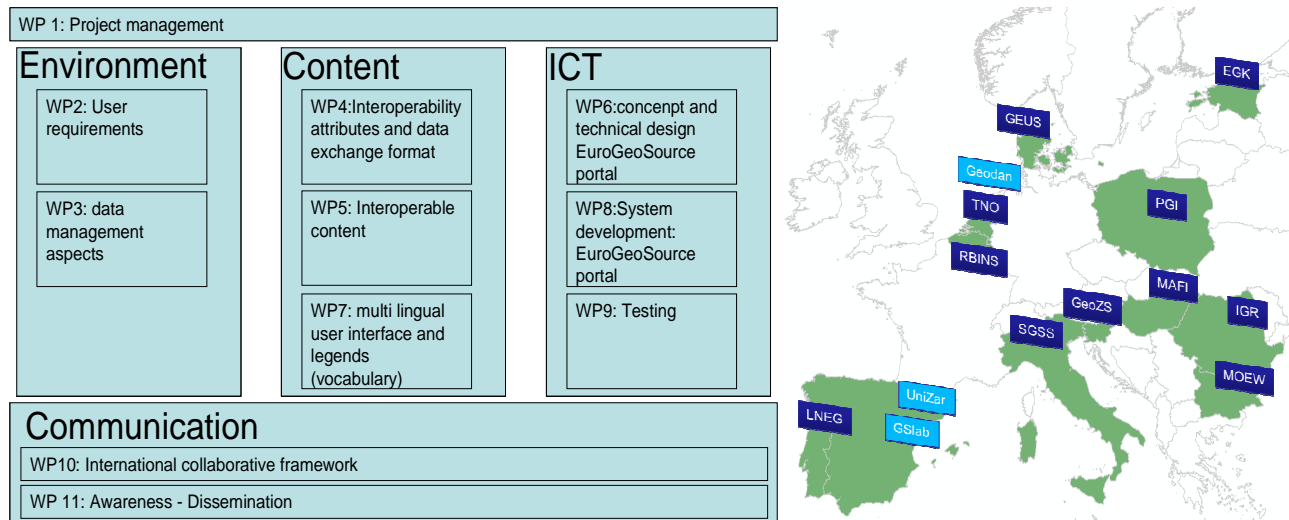 WP 1: Project management
Environment
WP2: User
requirements
WP3: data
management
aspects
Content
WP4:Interoperability
attributes and data
exchange format
WP5: Interoperable
content
WP7: multi lingual
user interface and
legends
(vocabulary)
ICT
WP6:concenpt and
technical design
EuroGeoSource
portal
WP8:System
development:
EuroGeoSource
portal
WP9: Testing
Communication
WP10: International collaborative framework
WP 11: Awareness - Dissemination
EGK
GEUS
Geodan
TNO
PGI
RBINS
MAFI
GeoZS
IGR
SGSS
MOEW
UniZar
LNEG
GSlab